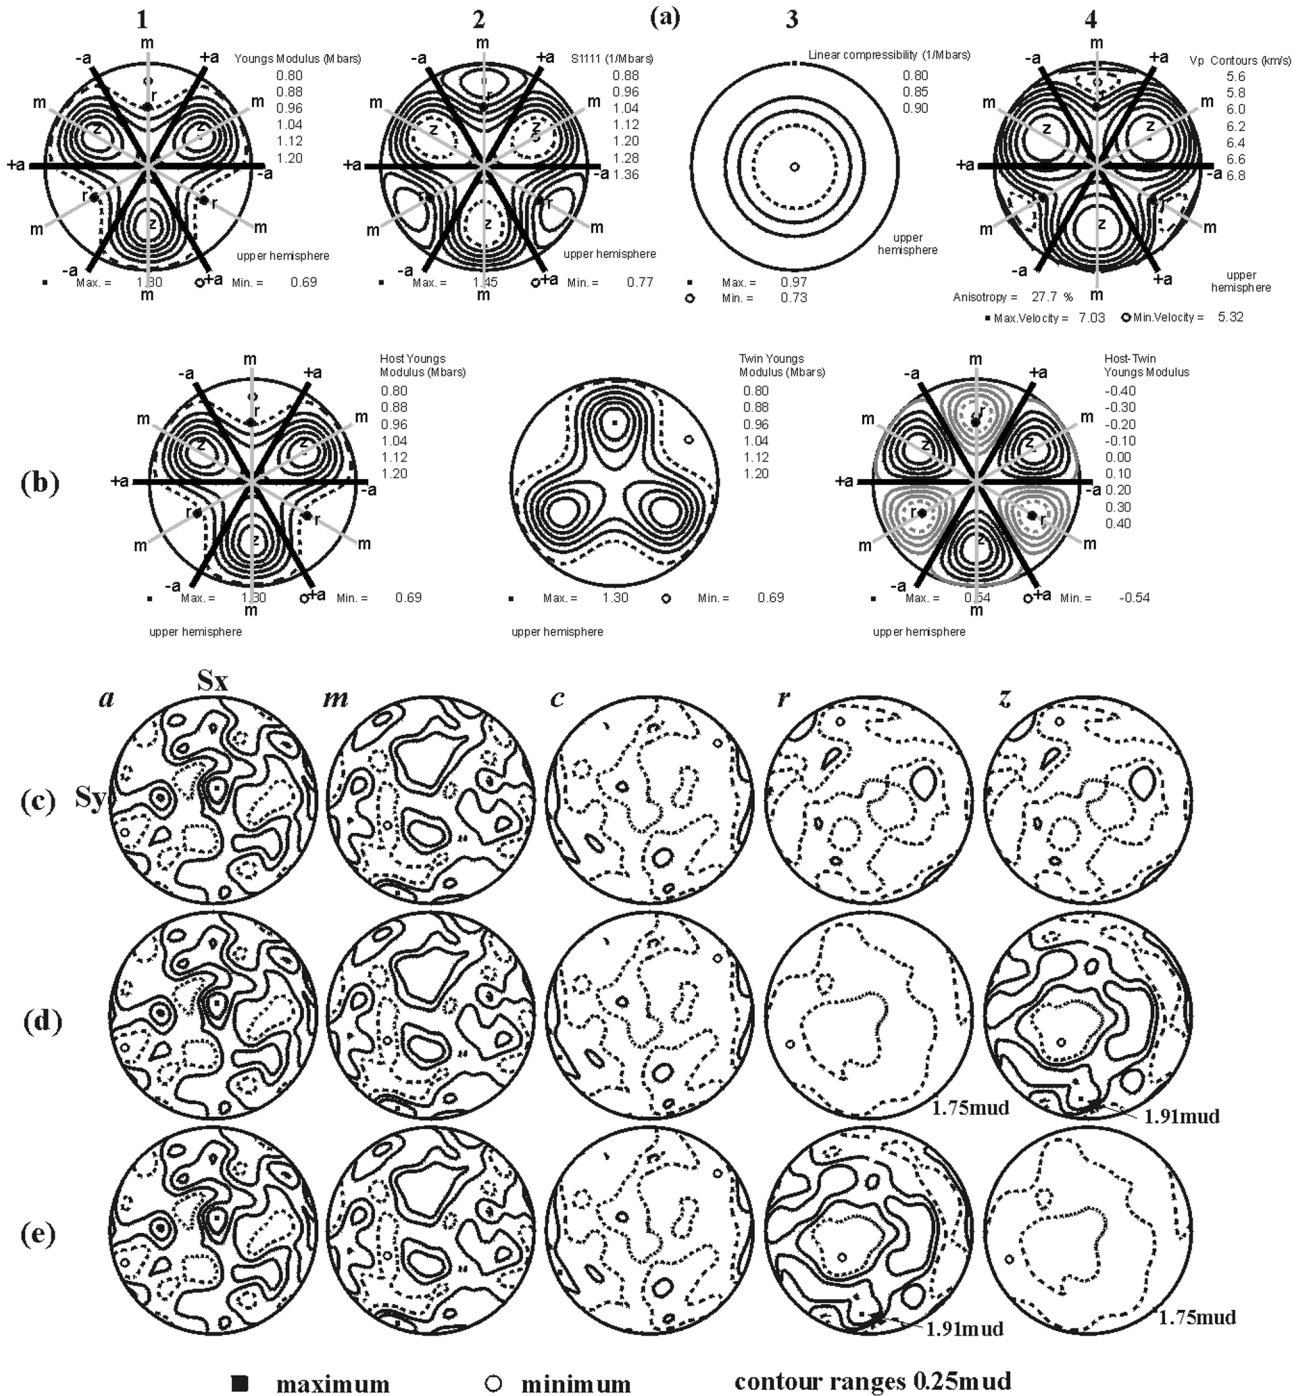 (a)
1
2
3
4
m
-a
+a
Youngs Modulus (Mbars)
0.80
0.88
0.96
1.04
1.12
1.20
m
m
r
z
z
+a
-a
r
r
z
m
m
-a
+a
m
upper hemisphere
Max. = 1.30
Min. = 0.69
m
-a
+a
S1111 (1/Mbars)
0.88
0.96
1.04
1.12
1.20
1.28
1.36
m
m
r
z
z
+a
r
r
z
m
m
-a
+a
m
upper hemisphere
Max. = 1.45
Min. = 0.77
Linear compressibility (1/Mbars)
0.80
0.85
0.90
upper
hemisphere
Max. = 0.97
Min. = 0.73
m
-a
+a
Vp Contours (km/s)
5.6
5.8
6.0
6.2
6.4
6.6
6.8
m
m
r
z
z
+a
-a
r
r
z
m
m
-a
+a
m
upper
hemisphere
Anisotropy = 27.7 %
Max.Velocity = 7.03
Min.Velocity = 5.32
(b)
m
-a
+a
Host Youngs
Modulus (Mbars)
0.80
0.88
0.96
1.04
1.12
1.20
m
m
r
z
z
+a
-a
r
r
z
m
m
-a
+a
m
Max. = 1.30
Min. = 0.69
upper hemisphere
Twin Youngs
Modulus (Mbars)
0.80
0.88
0.96
1.04
1.12
1.20
Max. = 1.30
Min. = 0.69
upper hemisphere
m
-a
+a
Host-Twin
Youngs Modulus
-0.40
-0.30
-0.20
-0.10
0.00
0.10
0.20
0.30
0.40
m
m
r
z
z
+a
-a
r
r
z
m
m
-a
+a
m
Max. = 0.54
Min. = -0.54
upper hemisphere
a
Sx
m
c
r
z
(c)
Sy
(d)
1.75mud
1.91mud
(e)
1.91mud
1.75mud
maximum
minimum
contour ranges 0.25mud